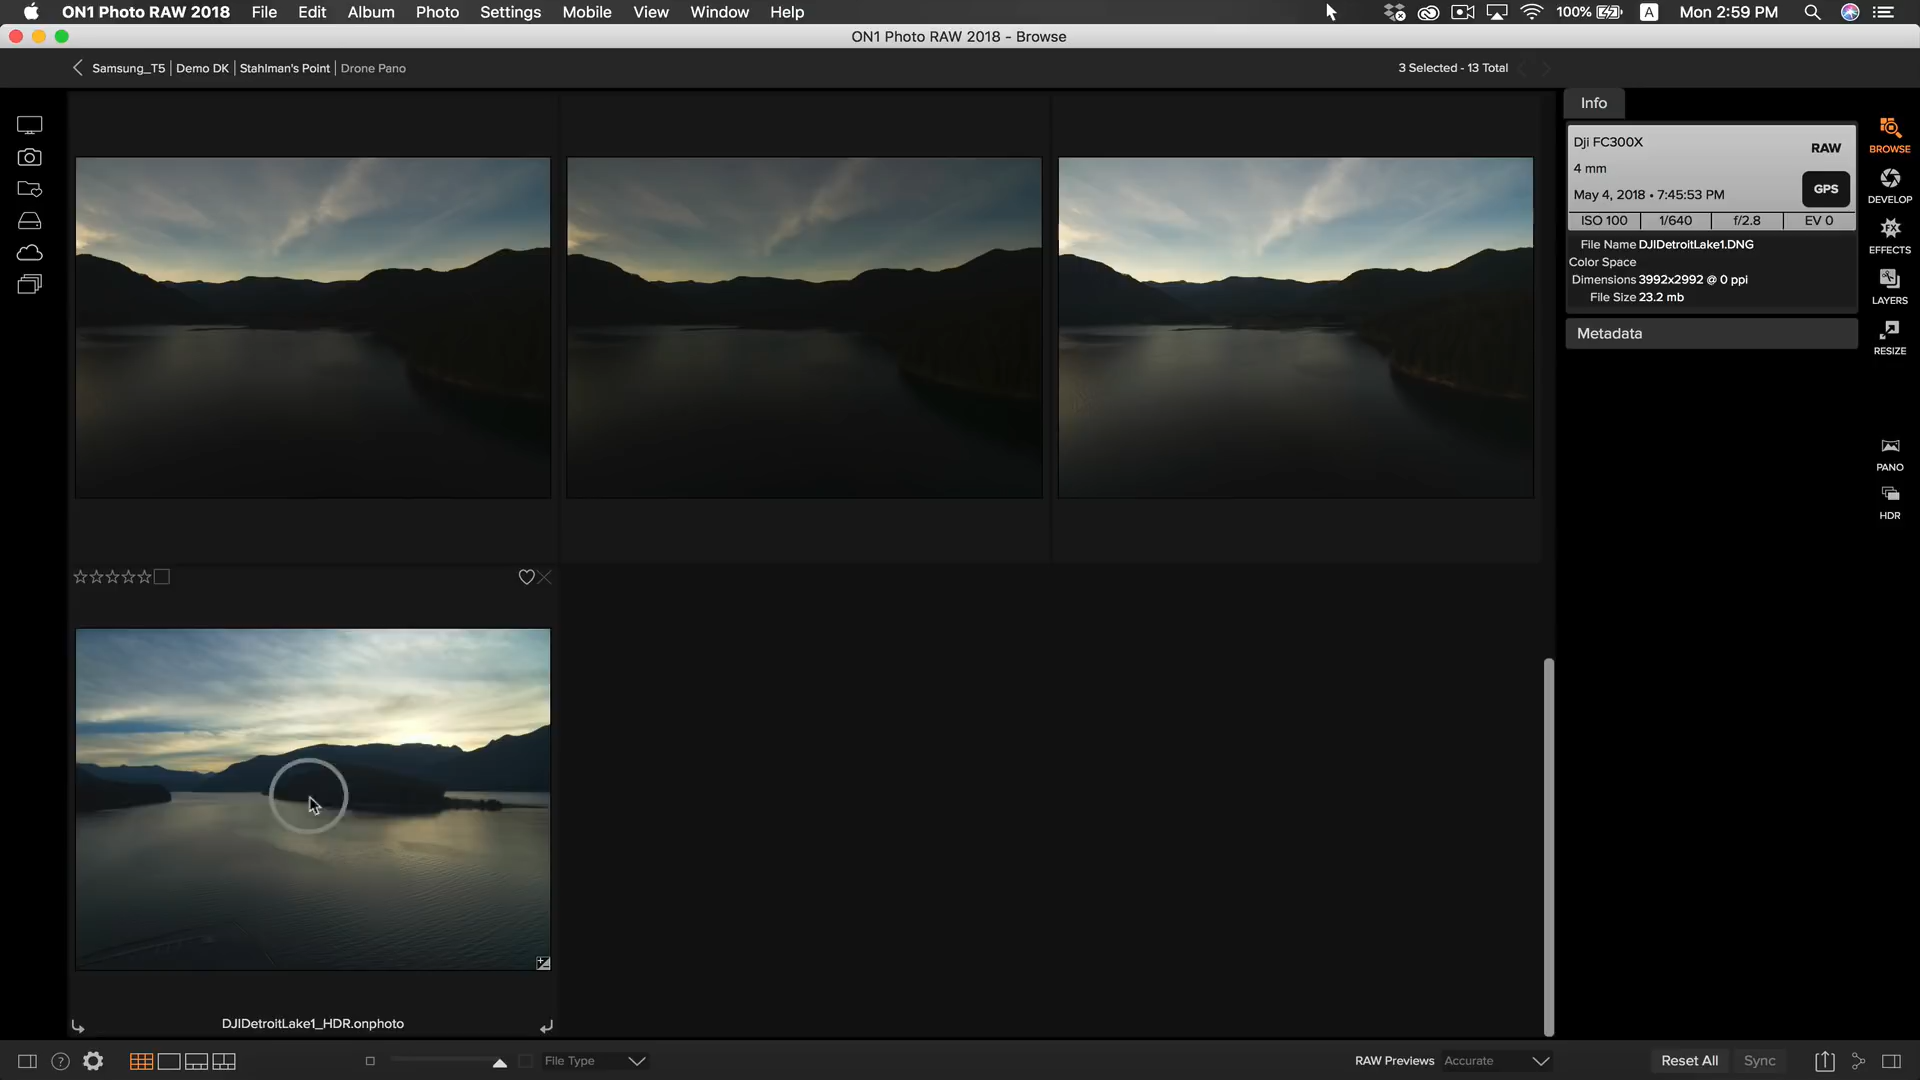 ON1 Photo RAW 2018 File Edit Album Photo Settings Mobile View Window Help 100% A Mon 2:59 PM
ON1 Photo RAW 2018 - Browse
Samsung_T5 | Demo DK | Stahlman's Point | Drone Pano 3 Selected - 13 Total
Info
Dji FC300X
RAW
4 mm
May 4, 2018 • 7:45:53 PM
GPS
ISO 100 1/640 f/2.8 EV 0
File Name DJIDetroitLake1.DNG
Color Space
Dimensions 3992x2992 @ 0 ppi
File Size 23.2 mb
Metadata
BROWSE
DEVELOP
EFFECTS
LAYERS
RESIZE
PANO
HDR
DJIDetroitLake1_HDR.onphoto
? File Type RAW Previews Accurate Reset All Sync